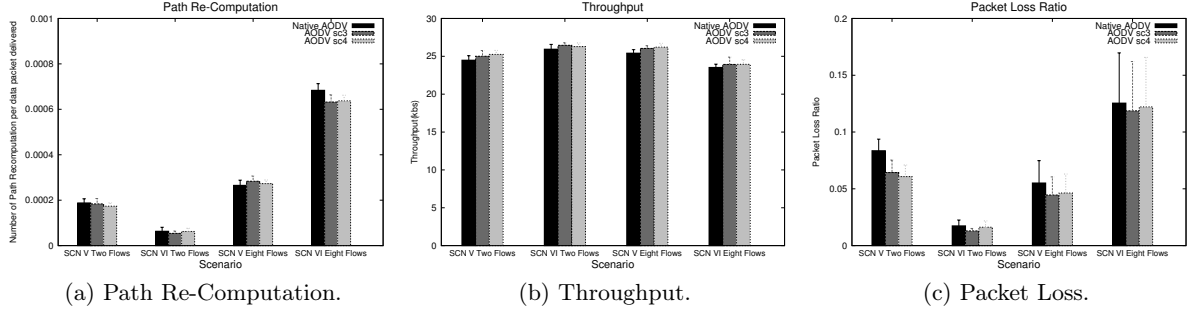 Path Re-Computation
Number of Path Recomputation per data packet delivered
0.001
0.0008
0.0006
0.0004
0.0002
0
Native AODV
AODV sc3
AODV sc4
SCN V Two Flows SCN VI Two Flows SCN V Eight Flows SCN VI Eight Flows
Scenario
(a) Path Re-Computation.
Throughput
Throughput(kbs)
30
25
20
15
10
5
0
Native AODV
AODV sc3
AODV sc4
SCN V Two Flows SCN VI Two Flows SCN V Eight Flows SCN VI Eight Flows
Scenario
(b) Throughput.
Packet Loss Ratio
Packet Loss Ratio
0.2
0.15
0.1
0.05
0
Native AODV
AODV sc3
AODV sc4
SCN V Two Flows SCN VI Two Flows SCN V Eight Flows SCN VI Eight Flows
Scenario
(c) Packet Loss.